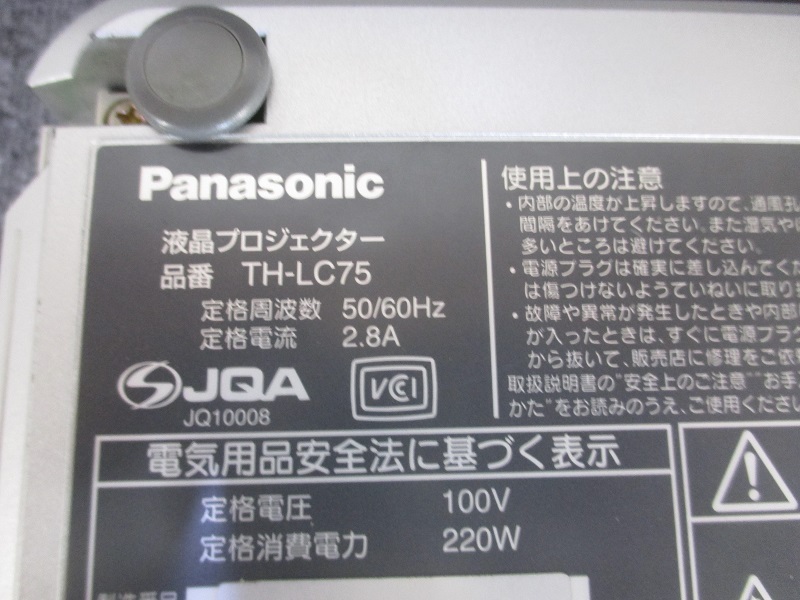 Panasonic
液晶プロジェクター
品番 TH-LC75
定格周波数 50/60Hz
定格電流 2.8A
JQA
JQ10008
VCI
使用上の注意
・内部の温度が上昇しますので、通風孔
間隔をあけてください。また湿気や
多いところは避けてください。
・電源プラグは確実に差し込んでくだ
は傷つけないようていねいに取り
・故障や異常が発生したときや内部
が入ったときは、すぐに電源プラグ
から抜いて、販売店に修理をご依
取扱説明書の"安全上のご注意""お手
かた"をお読みのうえ、ご使用ください
電気用品安全法に基づく表示
定格電圧 100V
定格消費電力 220W
製造番号